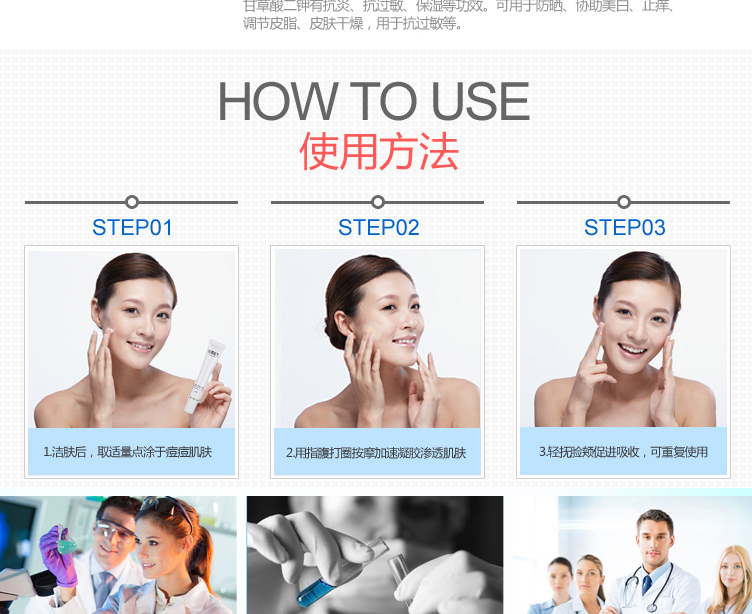 甘草酸二钾有抗炎、抗过敏、保湿等功效。可用于防晒、协助美白、止痒、
调节皮脂、皮肤干燥，用于抗过敏等。
HOW TO USE
使用方法
STEP01
STEP02
STEP03
1.洁肤后，取适量点涂于痘痘肌肤
2.用指腹打圈按摩加速凝胶渗透肌肤
3.轻抚脸颊促进吸收，可重复使用